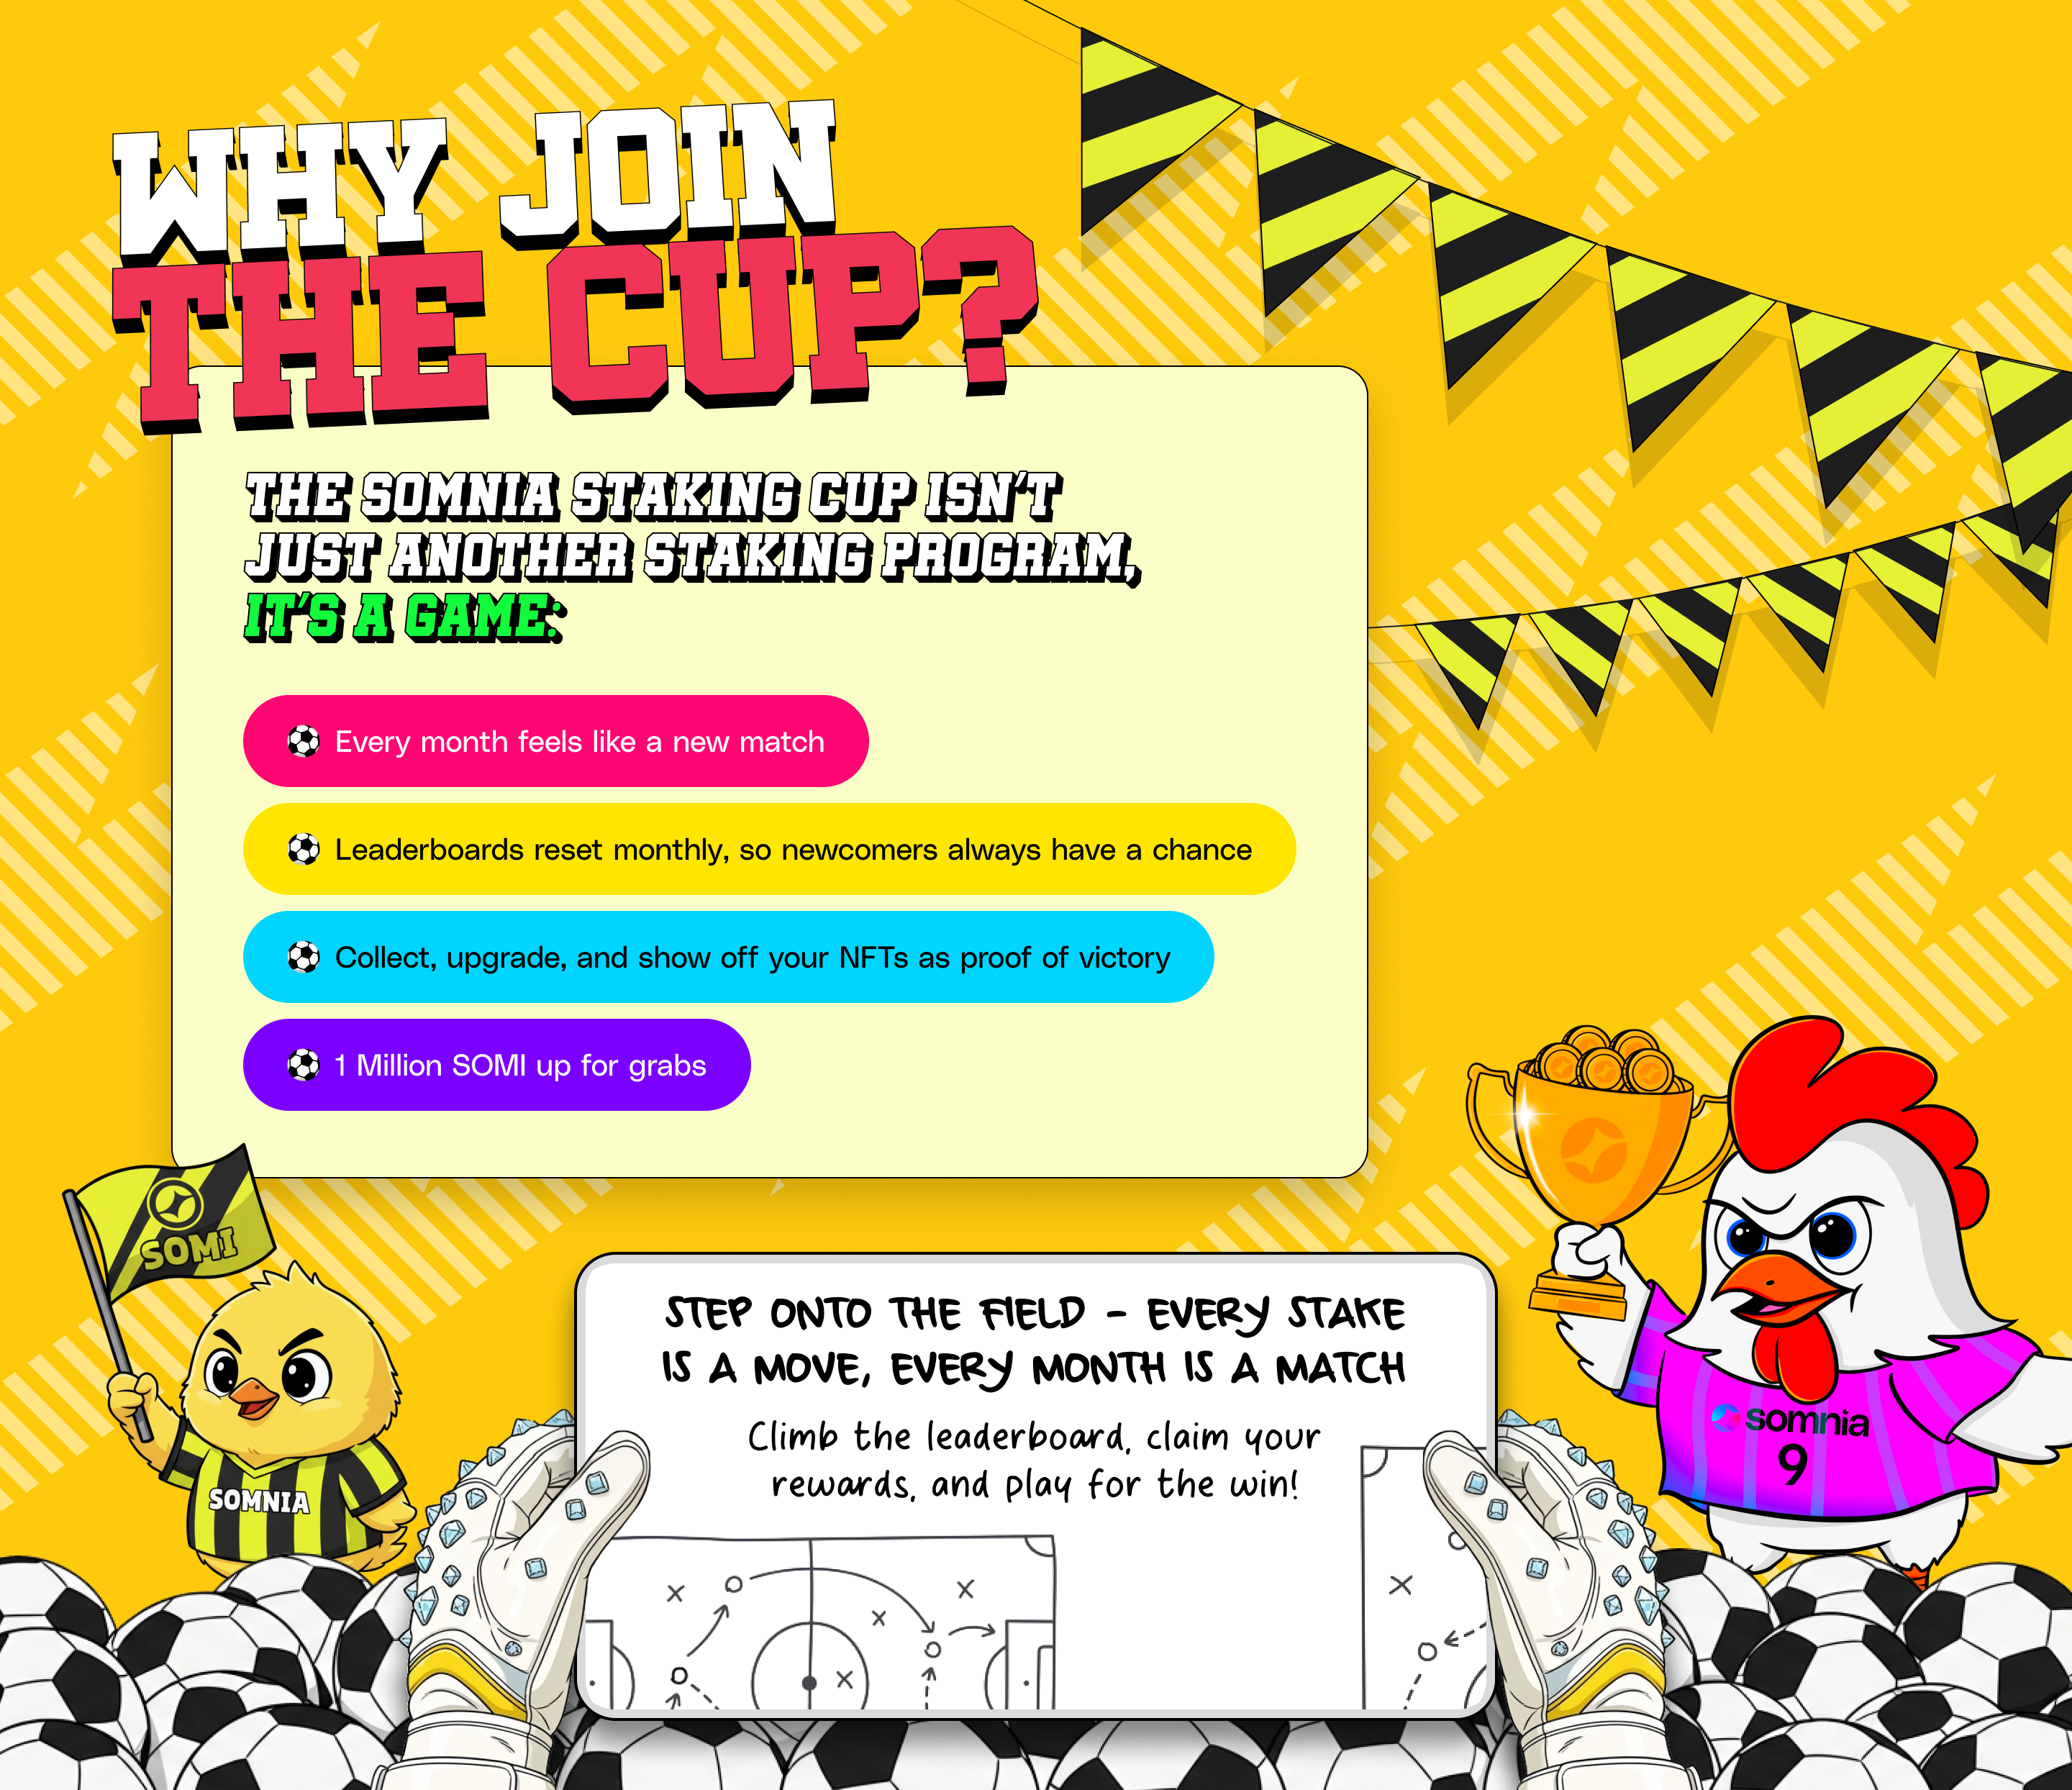 WHY JOIN
THE CUP?
THE SOMNIA STAKING CUP ISN'T
JUST ANOTHER STAKING PROGRAM,
IT'S A GAME:
Every month feels like a new match
Leaderboards reset monthly, so newcomers always have a chance
Collect, upgrade, and show off your NFTs as proof of victory
1 Million SOMI up for grabs
SOMI
SOMNIA
STEP ONTO THE FIELD - EVERY STAKE
IS A MOVE, EVERY MONTH IS A MATCH
Climb the leaderboard, claim your
rewards, and play for the win!
somnia
9